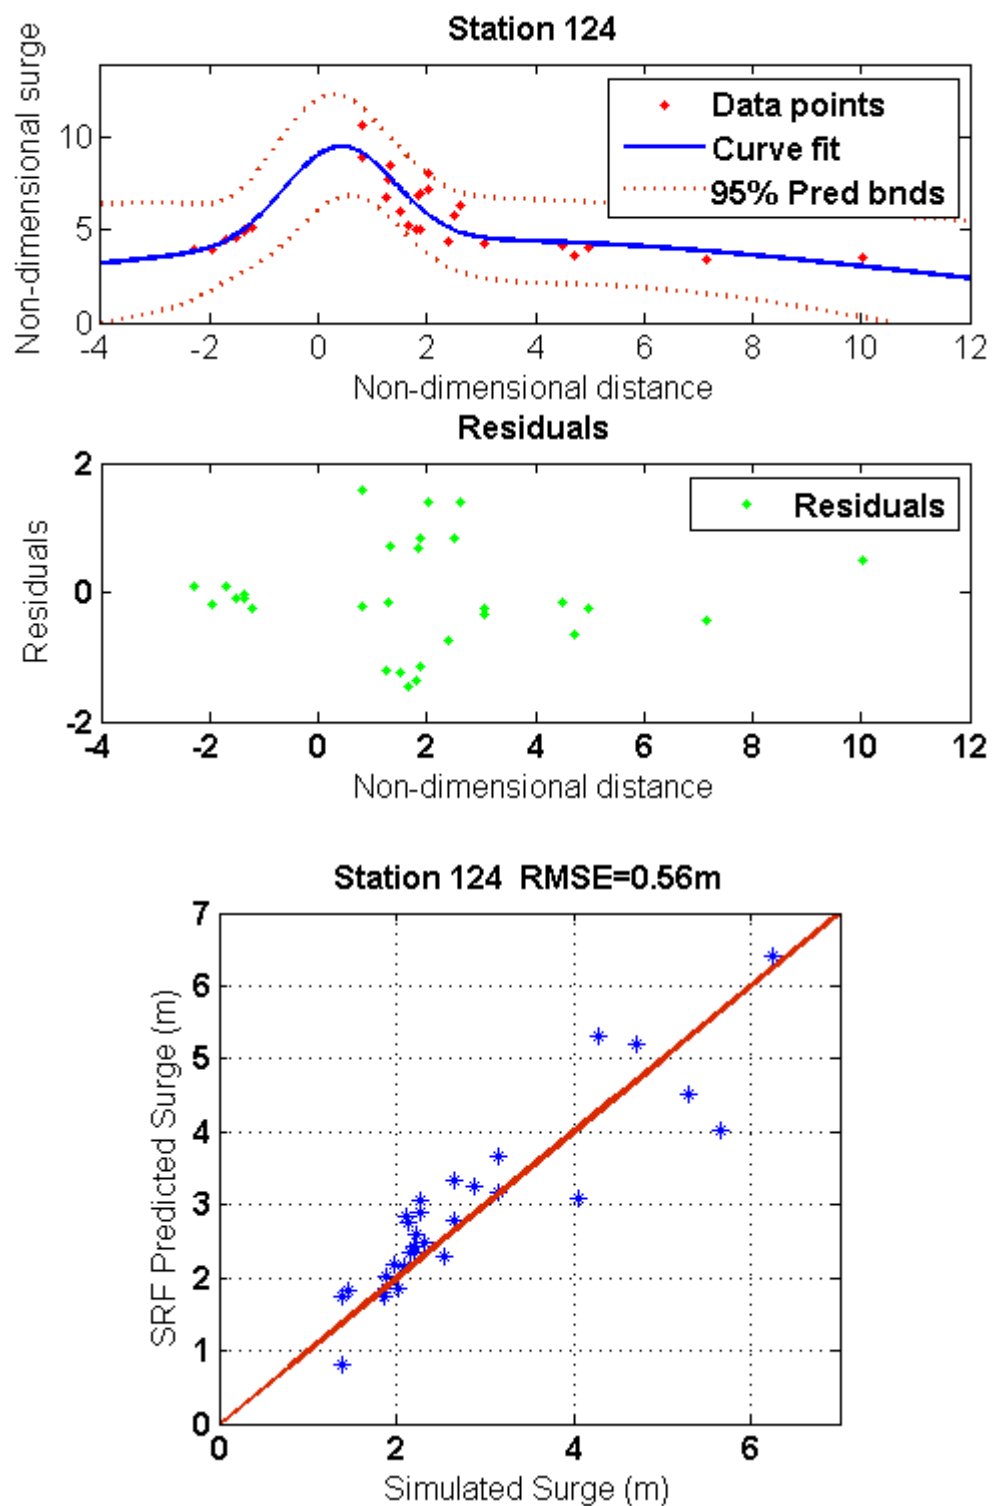 Station 124
Non-dimensional surge
10
5
0
Data points
Curve fit
95% Pred bnds
-4 -2 0 2 4 6 8 10 12
Non-dimensional distance
Residuals
Residuals
2
0
-2
Residuals
-4 -2 0 2 4 6 8 10 12
Non-dimensional distance
Station 124 RMSE=0.56m
SRF Predicted Surge (m)
7
6
5
4
3
2
1
0
0 2 4 6
Simulated Surge (m)